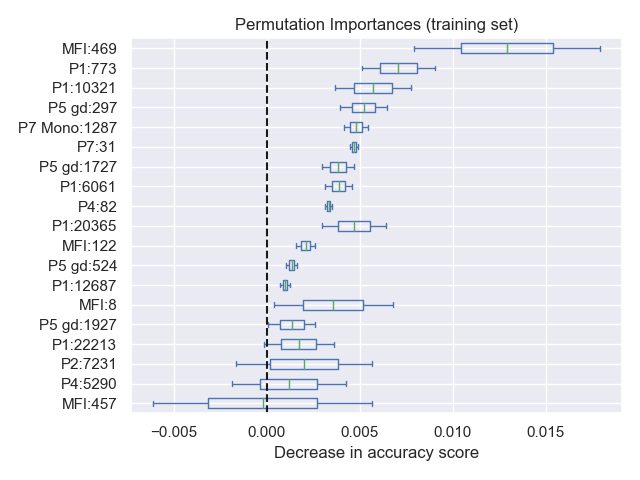 Permutation Importances (training set)
MFI:469
P1:773
P1:10321
P5 gd:297
P7 Mono:1287
P7:31
P5 gd:1727
P1:6061
P4:82
P1:20365
MFI:122
P5 gd:524
P1:12687
MFI:8
P5 gd:1927
P1:22213
P2:7231
P4:5290
MFI:457
−0.005 0.000 0.005 0.010 0.015
Decrease in accuracy score